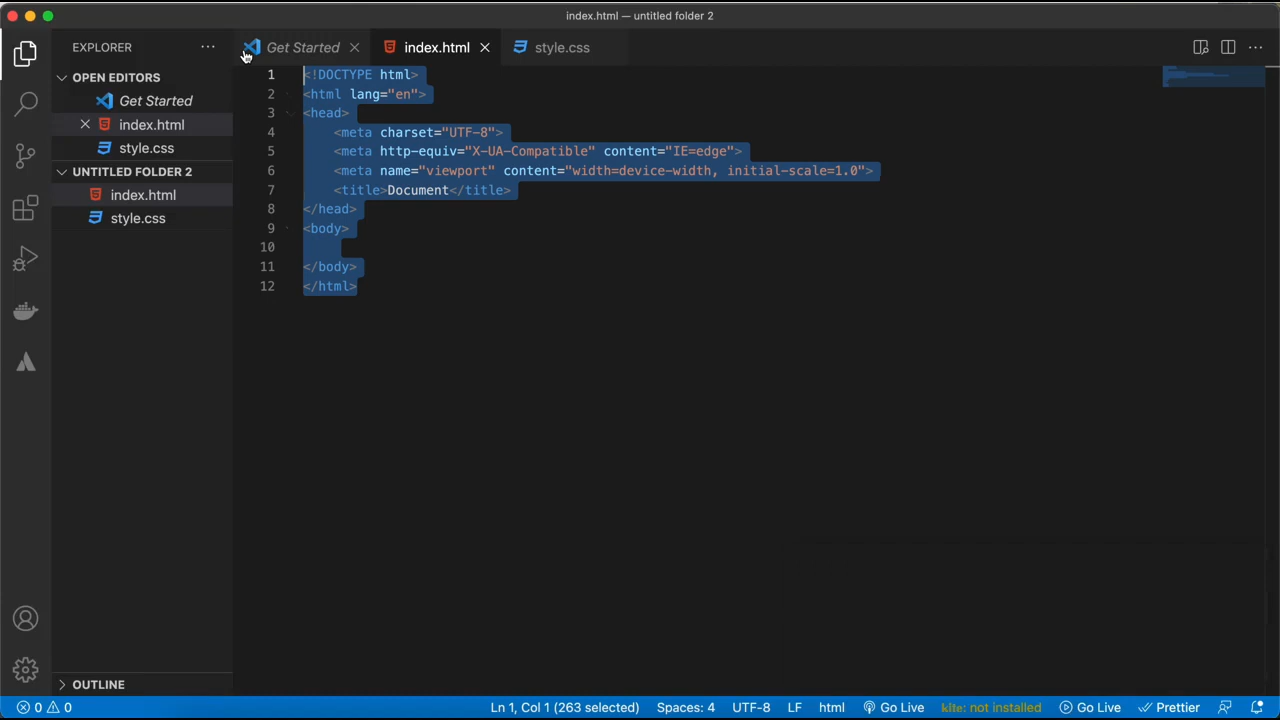 index.html — untitled folder 2
EXPLORER
Get Started
index.html
style.css
OPEN EDITORS
Get Started
index.html
style.css
UNTITLED FOLDER 2
index.html
style.css
1 <!DOCTYPE html>
2 <html lang="en">
3 <head>
4 <meta charset="UTF-8">
5 <meta http-equiv="X-UA-Compatible" content="IE=edge">
6 <meta name="viewport" content="width=device-width, initial-scale=1.0">
7 <title>Document</title>
8 </head>
9 <body>
10
11 </body>
12 </html>
OUTLINE
0 0 Ln 1, Col 1 (263 selected) Spaces: 4 UTF-8 LF html Go Live kite: not installed Go Live Prettier